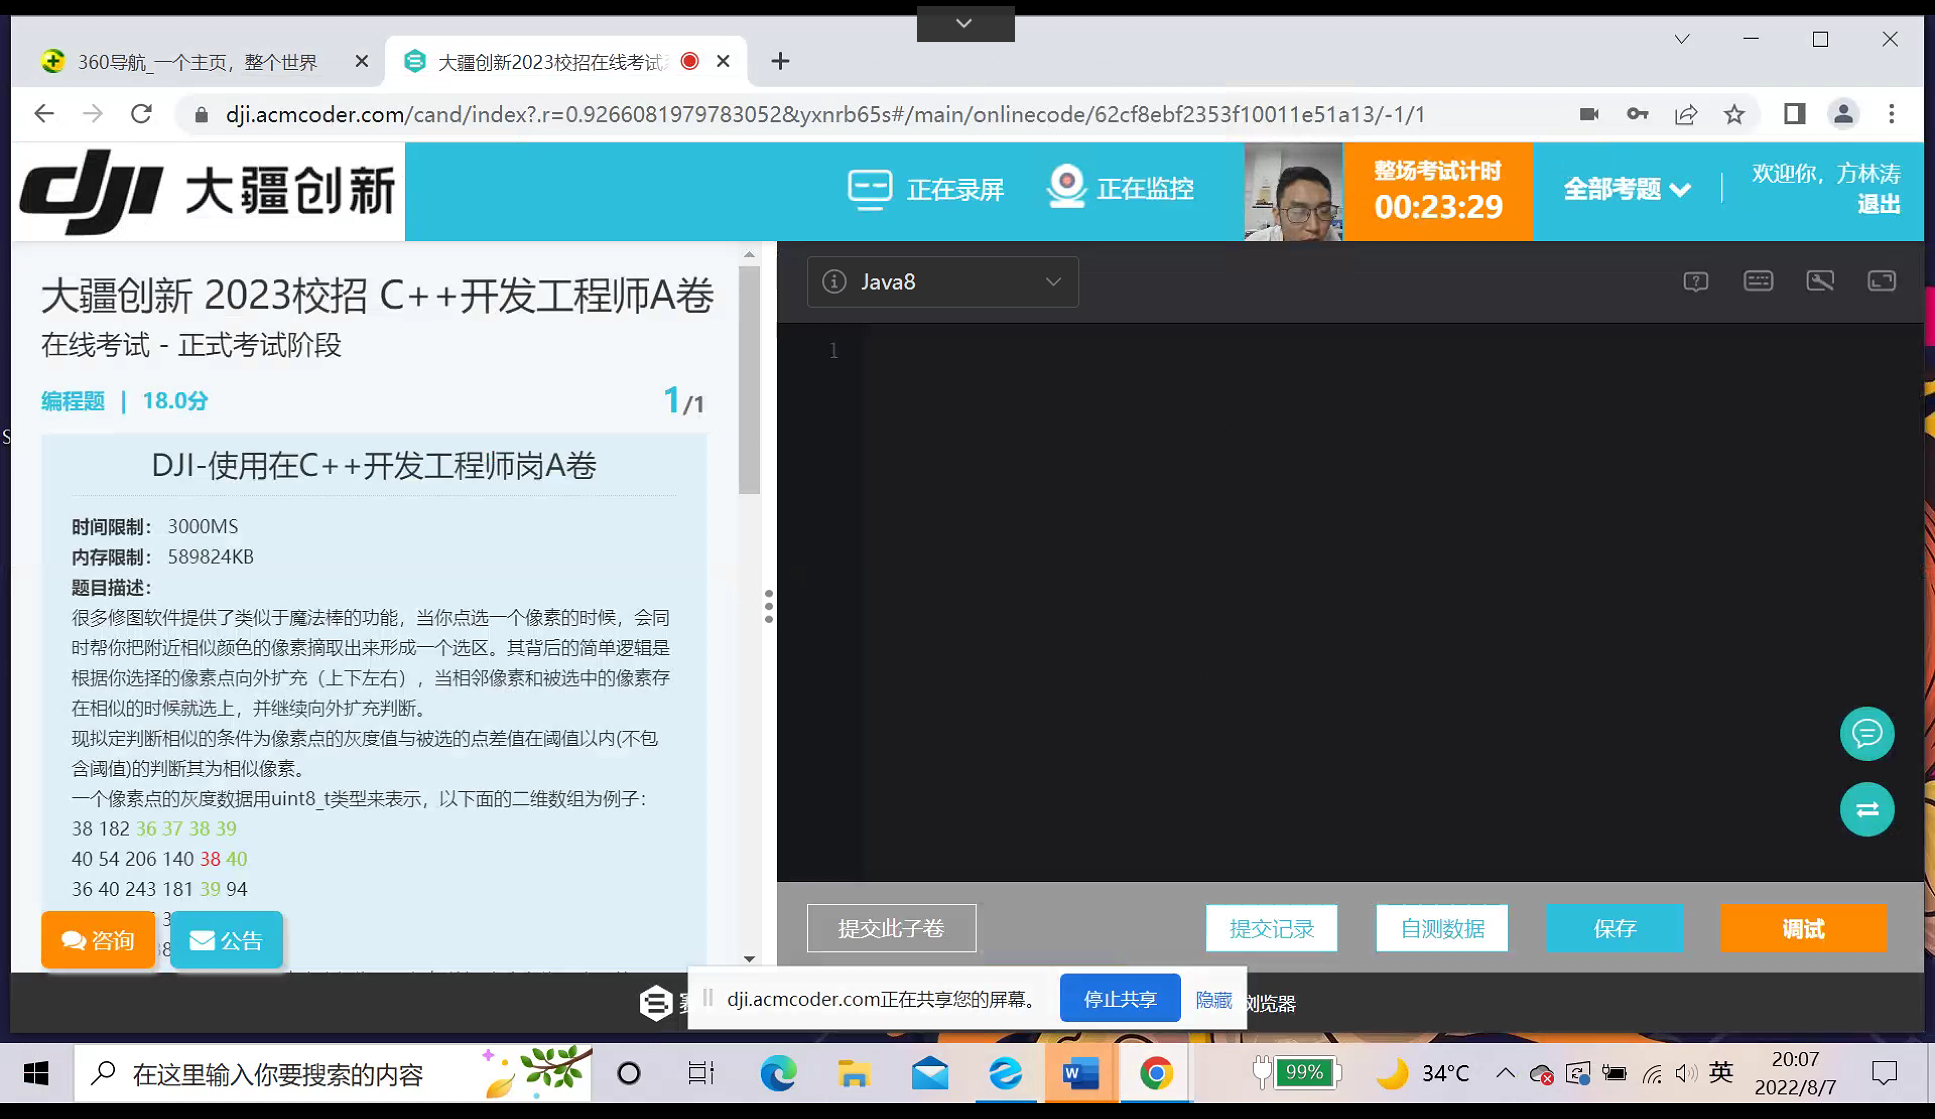 360导航_一个主页，整个世界
大疆创新2023校招在线考试
dji.acmcoder.com/cand/index?.r=0.9266081979783052&yxnrb65s#/main/onlinecode/62cf8ebf2353f10011e51a13/-1/1
dji 大疆创新
正在录屏
正在监控
整场考试计时
00:23:29
全部考题
欢迎你，方林涛
退出
大疆创新 2023校招 C++开发工程师A卷
在线考试 - 正式考试阶段
编程题 | 18.0分
1/1
DJI-使用在C++开发工程师岗A卷
时间限制： 3000MS
内存限制： 589824KB
题目描述：
很多修图软件提供了类似于魔法棒的功能，当你点选一个像素的时候，会同
时帮你把附近相似颜色的像素摘取出来形成一个选区。其背后的简单逻辑是
根据你选择的像素点向外扩充（上下左右），当相邻像素和被选中的像素存
在相似的时候就选上，并继续向外扩充判断。
现拟定判断相似的条件为像素点的灰度值与被选的点差值在阈值以内(不包
含阈值)的判断其为相似像素。
一个像素点的灰度数据用uint8_t类型来表示，以下面的二维数组为例子：
38 182 36 37 38 39
40 54 206 140 38 40
36 40 243 181 39 94
咨询
公告
Java8
1
提交此子卷
提交记录
自测数据
保存
调试
dji.acmcoder.com正在共享您的屏幕。
停止共享
隐藏
浏览器
在这里输入你要搜索的内容
99%
34°C
英
20:07
2022/8/7